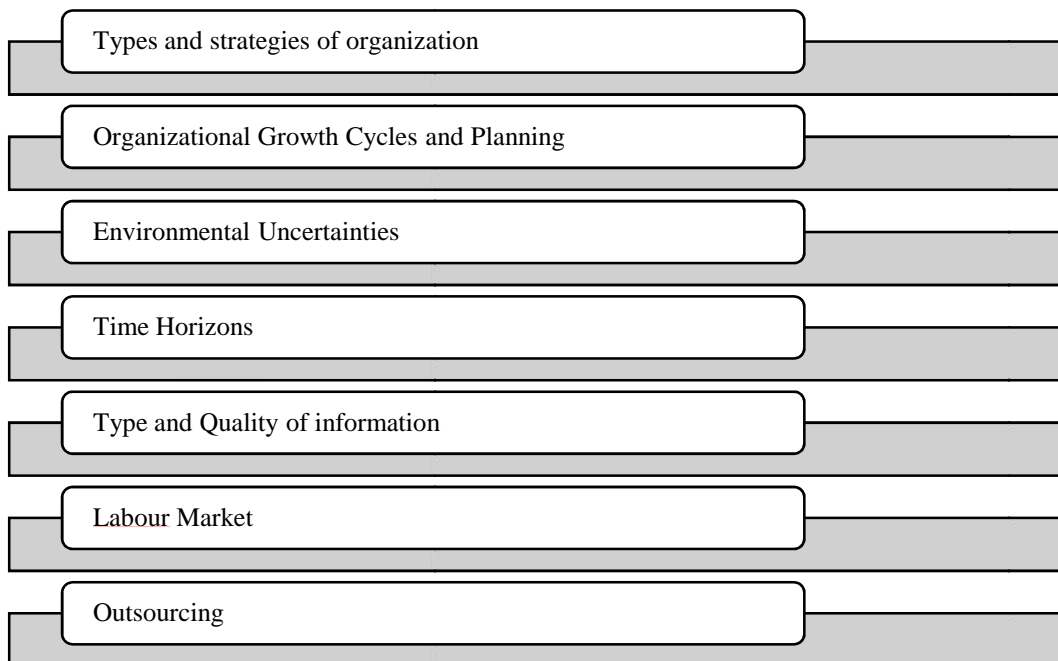 Types and strategies of organization
Organizational Growth Cycles and Planning
Environmental Uncertainties
Time Horizons
Type and Quality of information
Labour Market
Outsourcing